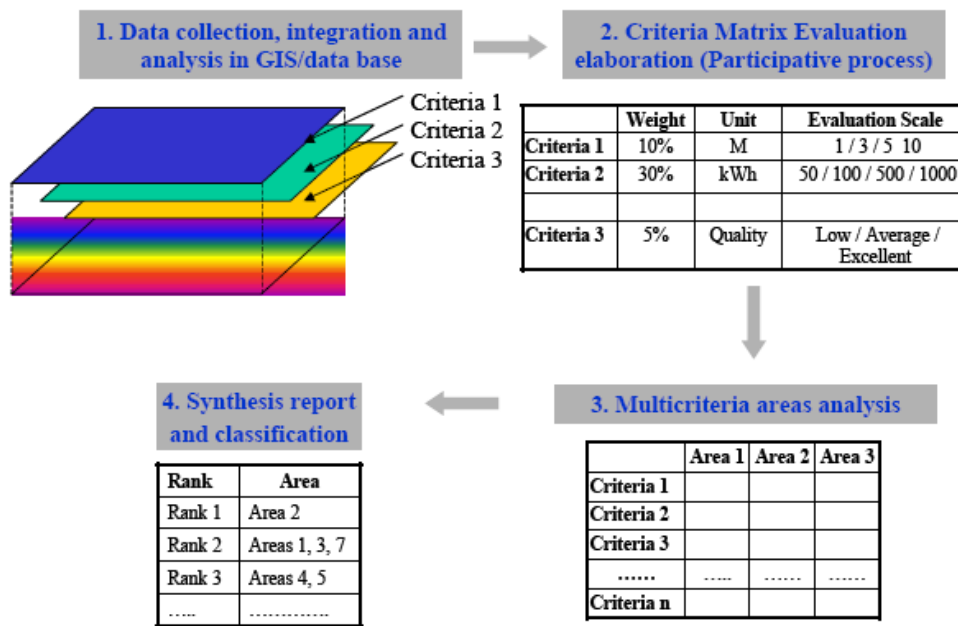 1. Data collection, integration and
analysis in GIS/data base
2. Criteria Matrix Evaluation
elaboration (Participative process)
Criteria 1
Criteria 2
Criteria 3
Weight Unit Evaluation Scale
Criteria 1 10% M 1 / 3 / 5 10
Criteria 2 30% kWh 50 / 100 / 500 / 1000
Criteria 3 5% Quality Low / Average /
Excellent
4. Synthesis report
and classification
3. Multicriteria areas analysis
Rank Area
Rank 1 Area 2
Rank 2 Areas 1, 3, 7
Rank 3 Areas 4, 5
..... .............
Area 1 Area 2 Area 3
Criteria 1
Criteria 2
Criteria 3
...... ..... ...... ......
Criteria n